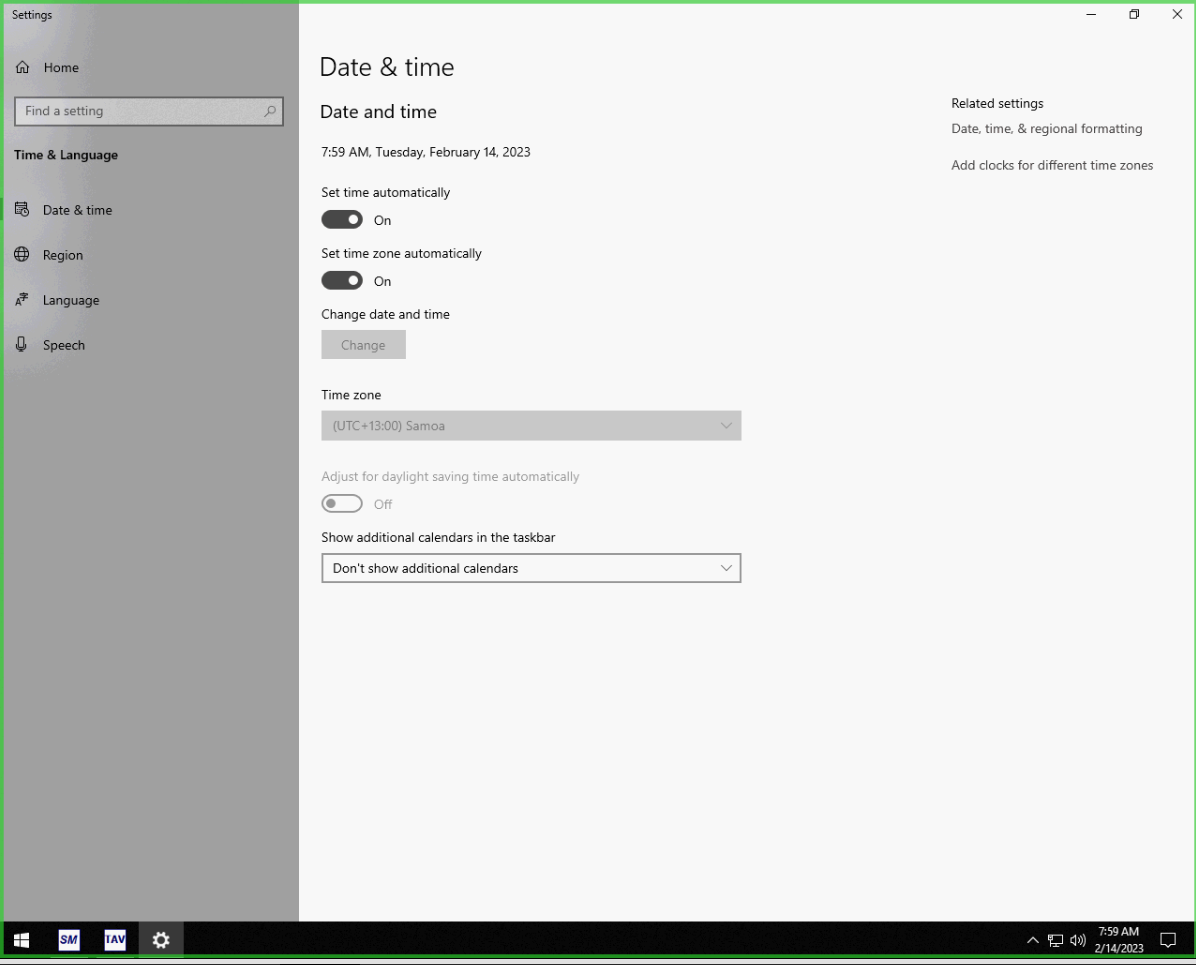 Settings
Home
Find a setting
Time & Language
Date & time
Region
Language
Speech
Date & time
Date and time
7:59 AM, Tuesday, February 14, 2023
Set time automatically
On
Set time zone automatically
On
Change date and time
Change
Time zone
(UTC+13:00) Samoa
Adjust for daylight saving time automatically
Off
Show additional calendars in the taskbar
Don't show additional calendars
Related settings
Date, time, & regional formatting
Add clocks for different time zones
SM
TAV
7:59 AM
2/14/2023